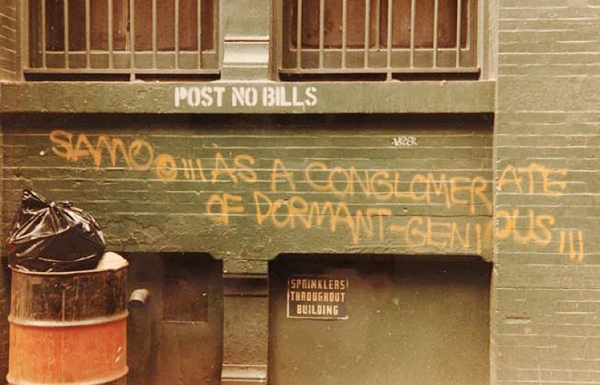 POST NO BILLS
SAMO© !!! AS A CONGLOMERATE
OF DORMANT-GENIOUS !!!
SPRINKLERS
THROUGHOUT
BUILDING